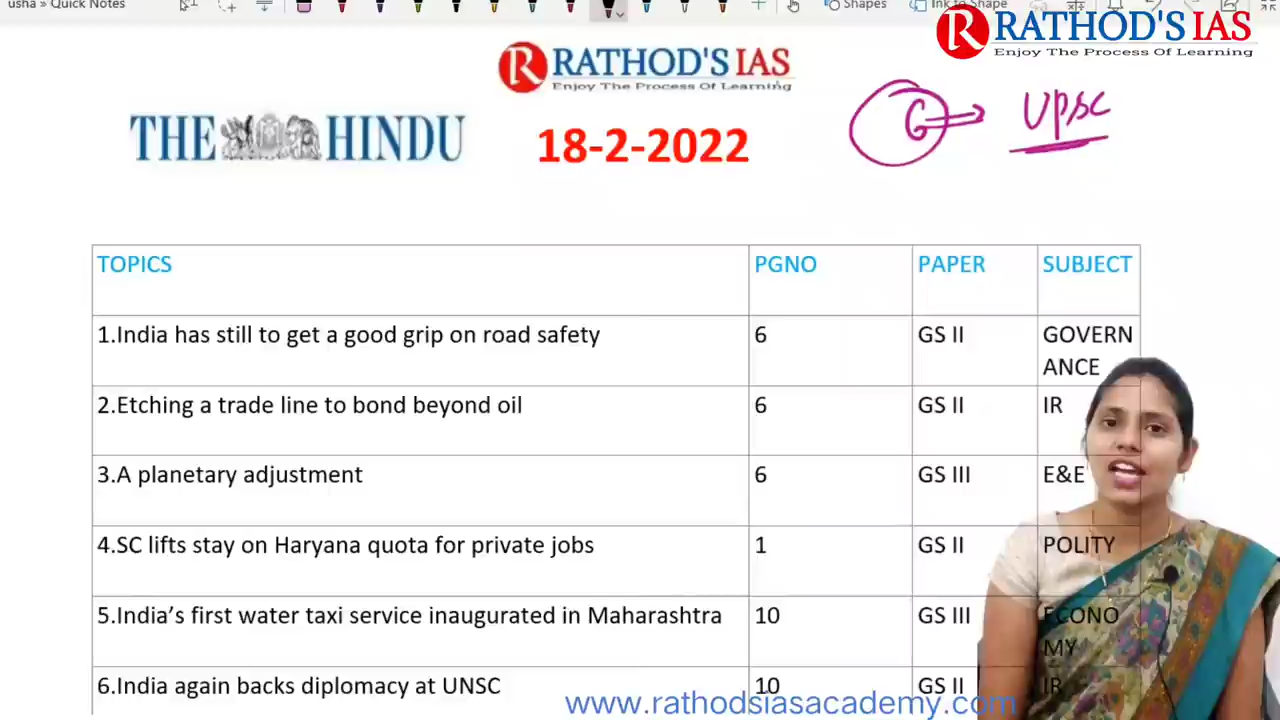 usha » Quick Notes
Shapes
Ink to Shape
RATHOD'S IAS
Enjoy The Process Of Learning
RATHOD'S IAS
Enjoy The Process Of Learning
THE HINDU
18-2-2022
G
UPSC
TOPICS PGNO PAPER SUBJECT
1.India has still to get a good grip on road safety 6 GS II GOVERN
ANCE
2.Etching a trade line to bond beyond oil 6 GS II IR
3.A planetary adjustment 6 GS III E&E
4.SC lifts stay on Haryana quota for private jobs 1 GS II POLITY
5.India’s first water taxi service inaugurated in Maharashtra 10 GS III ECONO
MY
6.India again backs diplomacy at UNSC 10 GS II IR
www.rathodsiasacademy.com